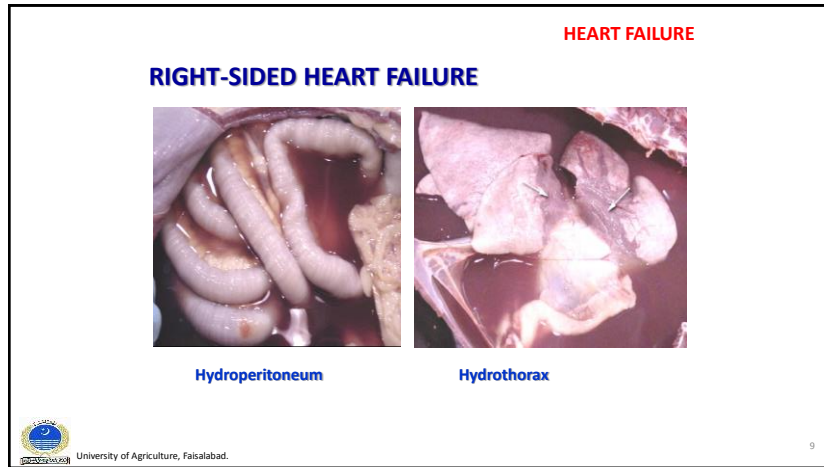 HEART FAILURE
RIGHT-SIDED HEART FAILURE
Hydroperitoneum
Hydrothorax
University of Agriculture, Faisalabad.
9